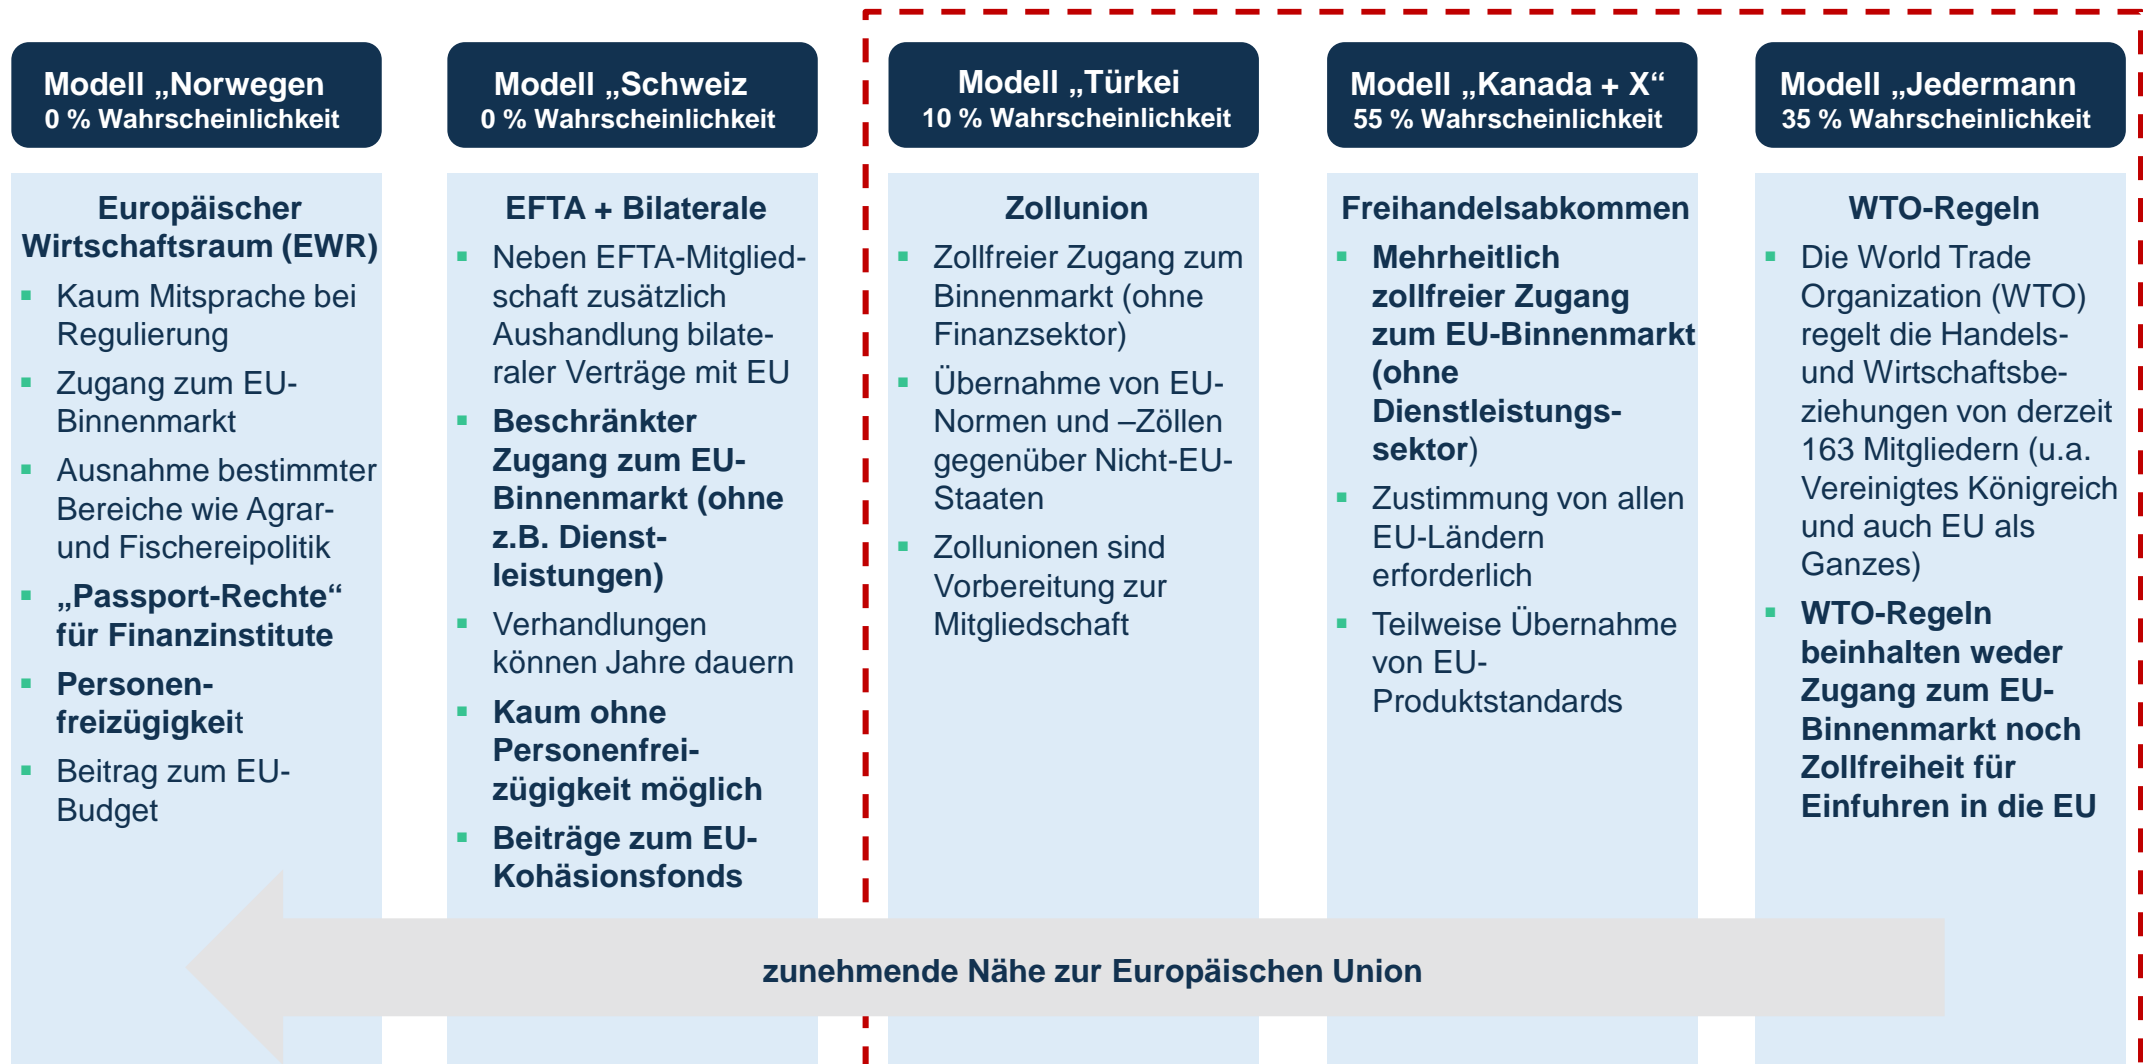 Modell „Norwegen
0 % Wahrscheinlichkeit
Europäischer
Wirtschaftsraum (EWR)
Kaum Mitsprache bei
Regulierung
Zugang zum EU-
Binnenmarkt
Ausnahme bestimmter
Bereiche wie Agrar-
und Fischereipolitik
„Passport-Rechte“
für Finanzinstitute
Personen-
freizügigkeit
Beitrag zum EU-
Budget
Modell „Schweiz
0 % Wahrscheinlichkeit
EFTA + Bilaterale
Neben EFTA-Mitglied-
schaft zusätzlich
Aushandlung bilate-
raler Verträge mit EU
Beschränkter
Zugang zum EU-
Binnenmarkt (ohne
z.B. Dienst-
leistungen)
Verhandlungen
können Jahre dauern
Kaum ohne
Personenfrei-
zügigkeit möglich
Beiträge zum EU-
Kohäsionsfonds
Modell „Türkei
10 % Wahrscheinlichkeit
Zollunion
Zollfreier Zugang zum
Binnenmarkt (ohne
Finanzsektor)
Übernahme von EU-
Normen und –Zöllen
gegenüber Nicht-EU-
Staaten
Zollunionen sind
Vorbereitung zur
Mitgliedschaft
Modell „Kanada + X“
55 % Wahrscheinlichkeit
Freihandelsabkommen
Mehrheitlich
zollfreier Zugang
zum EU-Binnenmarkt
(ohne
Dienstleistungs-
sektor)
Zustimmung von allen
EU-Ländern
erforderlich
Teilweise Übernahme
von EU-
Produktstandards
Modell „Jedermann
35 % Wahrscheinlichkeit
WTO-Regeln
Die World Trade
Organization (WTO)
regelt die Handels-
und Wirtschaftsbe-
ziehungen von derzeit
163 Mitgliedern (u.a.
Vereinigtes Königreich
und auch EU als
Ganzes)
WTO-Regeln
beinhalten weder
Zugang zum EU-
Binnenmarkt noch
Zollfreiheit für
Einfuhren in die EU
zunehmende Nähe zur Europäischen Union